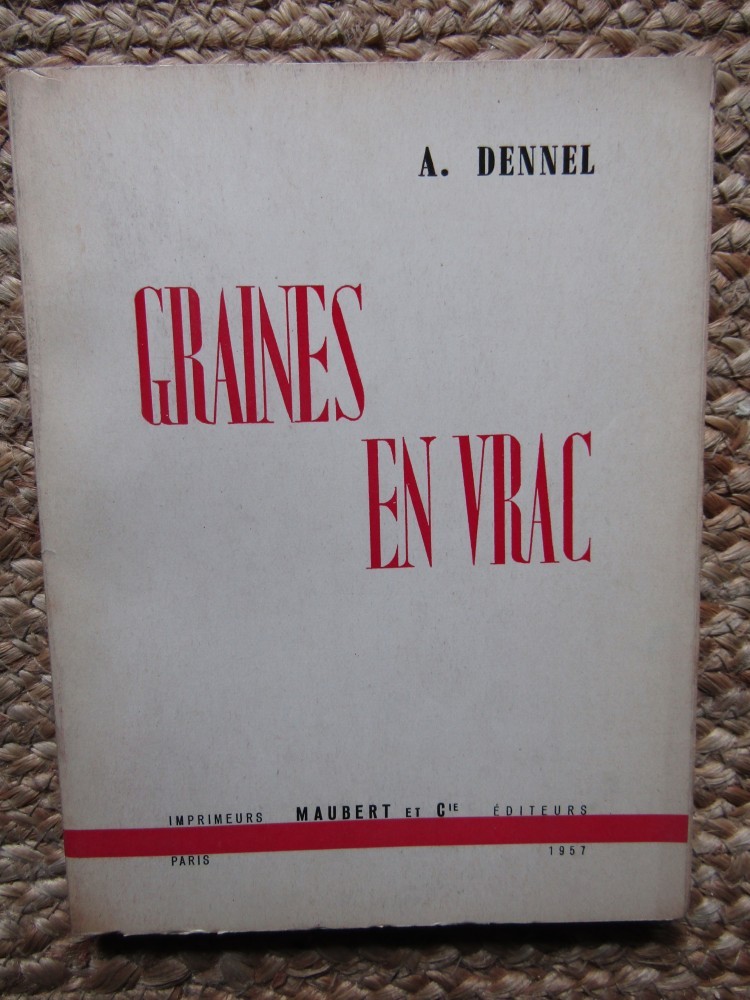 A. DENNEL
GRAINES
EN VRAC
IMPRIMEURS MAUBERT ET CIE ÉDITEURS
PARIS 1957